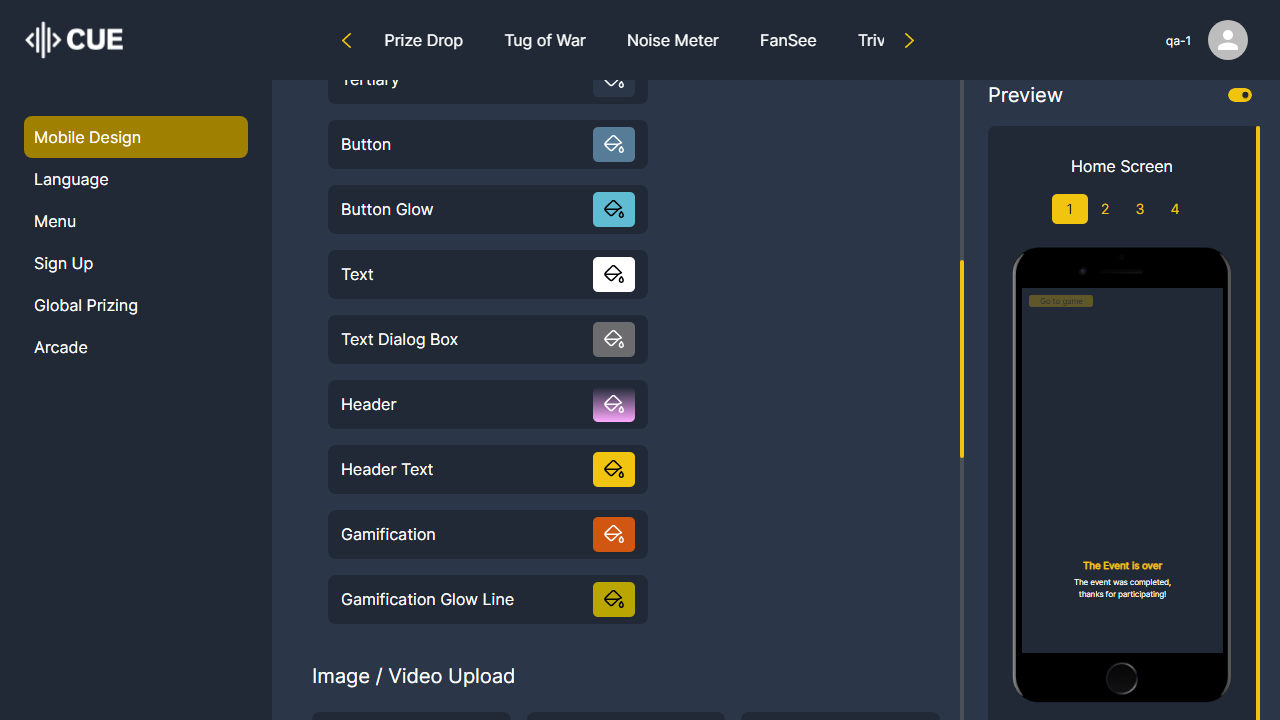 CUE
Prize Drop
Tug of War
Noise Meter
FanSee
Triv
qa-1
Mobile Design
Language
Menu
Sign Up
Global Prizing
Arcade
Tertiary
Button
Button Glow
Text
Text Dialog Box
Header
Header Text
Gamification
Gamification Glow Line
Image / Video Upload
Preview
Home Screen
1 2 3 4
Go to game
The Event is over
The event was completed,
thanks for participating!